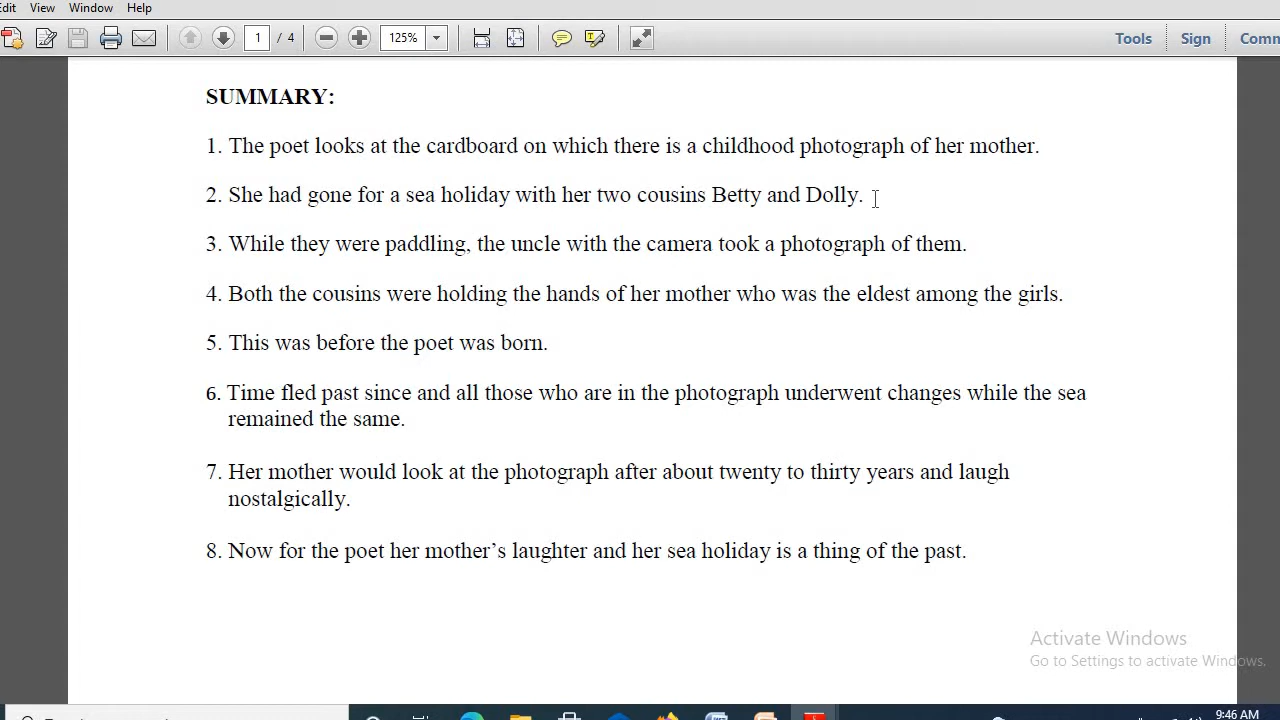 Edit View Window Help
1 / 4 125% Tools Sign Comm
SUMMARY:
1. The poet looks at the cardboard on which there is a childhood photograph of her mother.
2. She had gone for a sea holiday with her two cousins Betty and Dolly.
3. While they were paddling, the uncle with the camera took a photograph of them.
4. Both the cousins were holding the hands of her mother who was the eldest among the girls.
5. This was before the poet was born.
6. Time fled past since and all those who are in the photograph underwent changes while the sea
remained the same.
7. Her mother would look at the photograph after about twenty to thirty years and laugh
nostalgically.
8. Now for the poet her mother’s laughter and her sea holiday is a thing of the past.
Activate Windows
Go to Settings to activate Windows.
9:46 AM